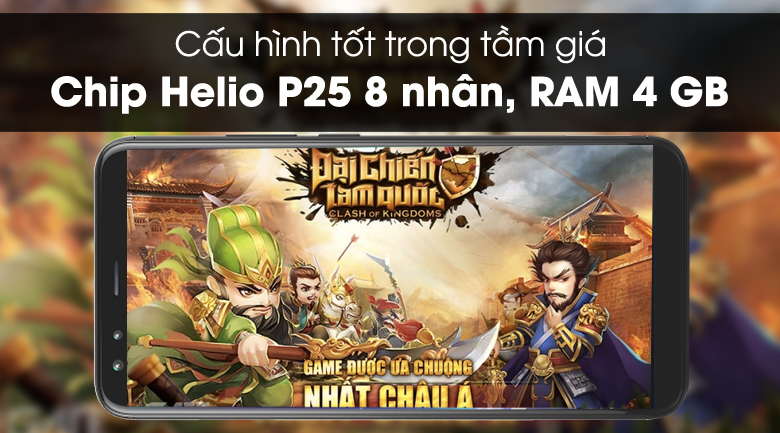 Cấu hình tốt trong tầm giá
Chip Helio P25 8 nhân, RAM 4 GB
Đại Chiến
Tam Quốc
CLASH OF KINGDOMS
GAME ĐƯỢC ƯA CHUỘNG
NHẤT CHÂU Á